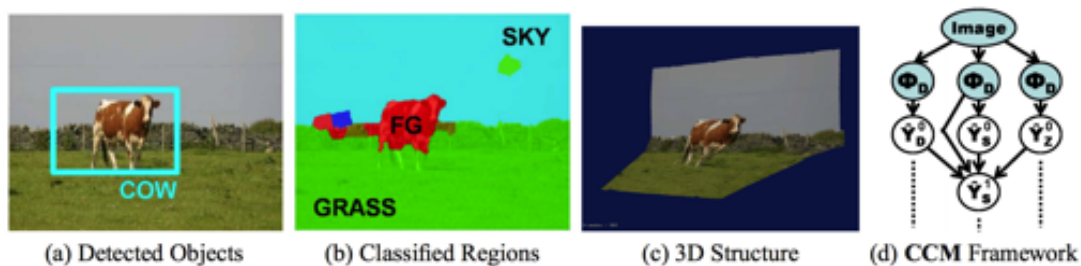 COW
SKY
FG
GRASS
Image
Φ_D Φ_D Φ_D
Ŷ_D^0 Ŷ_S^0 Ŷ_Z^0
Ŷ_S^1
(a) Detected Objects
(b) Classified Regions
(c) 3D Structure
(d) CCM Framework